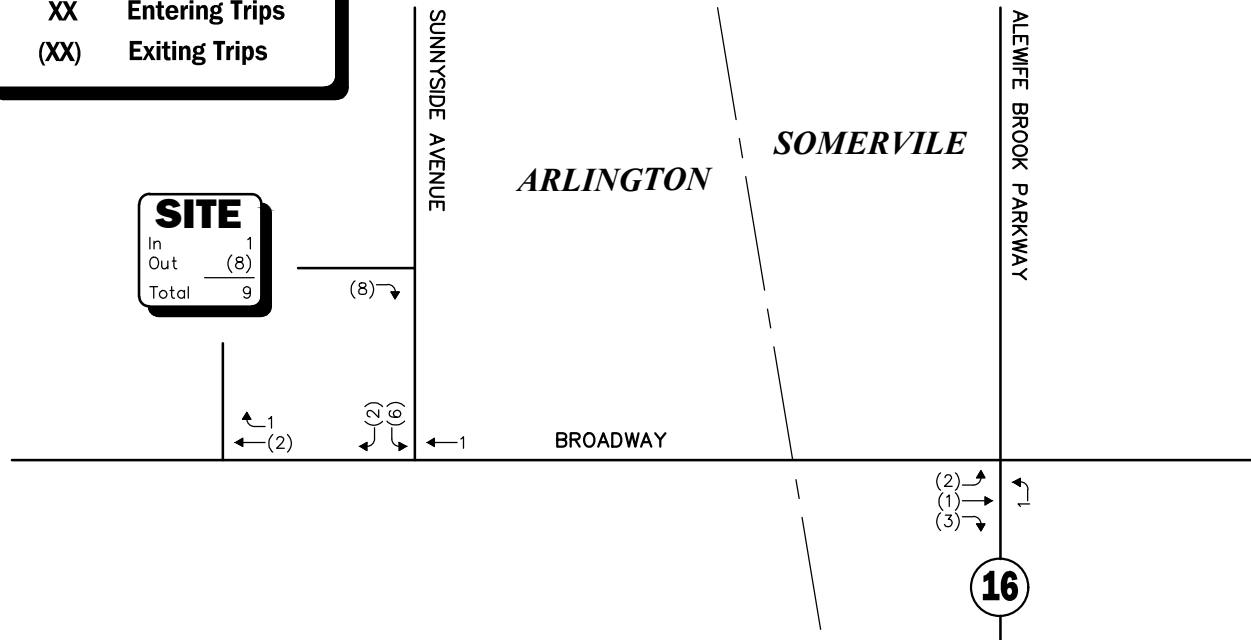 XX Entering Trips
(XX) Exiting Trips
SUNNYSIDE AVENUE
ALEWIFE BROOK PARKWAY
SOMERVILE
ARLINGTON
SITE
In 1
Out (8)
Total 9
(8)
1
(2)
(2)
(6)
1
BROADWAY
(2)
(1)
(3)
1
16